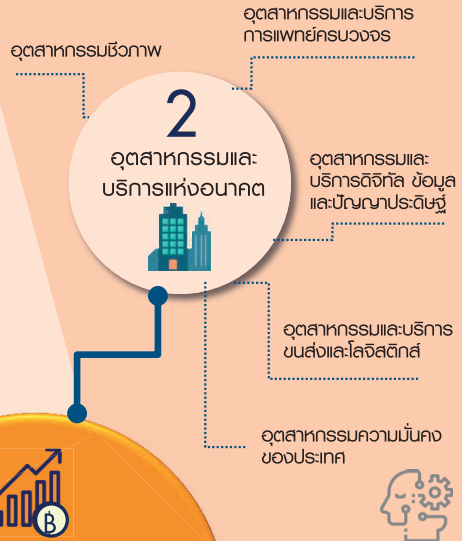 อุตสาหกรรมและบริการ
การแพทย์ครบวงจร
อุตสาหกรรมชีวภาพ
2
อุตสาหกรรมและ
บริการแห่งอนาคต
อุตสาหกรรมและ
บริการดิจิทัล ข้อมูล
และปัญญาประดิษฐ์
อุตสาหกรรมและบริการ
ขนส่งและโลจิสติกส์
อุตสาหกรรมความมั่นคง
ของประเทศ
฿